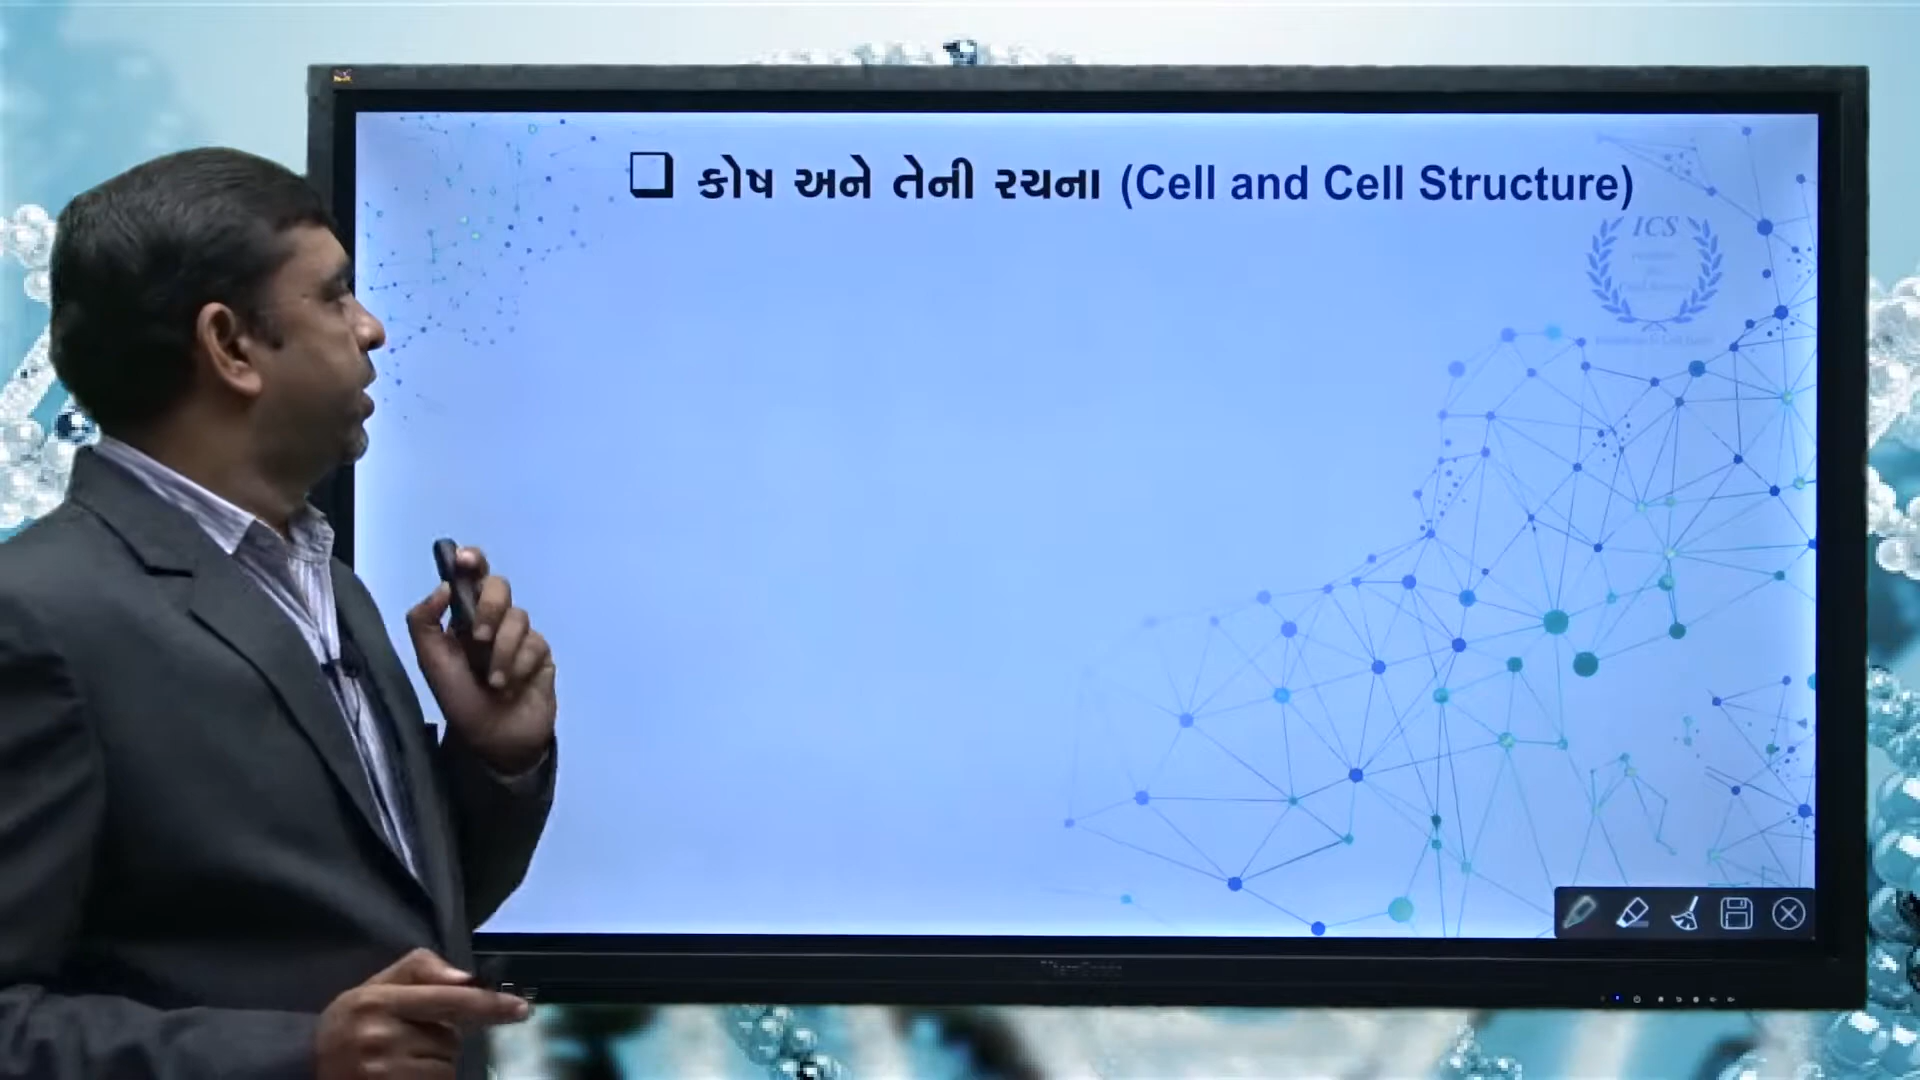 કોષ અને તેની રચના (Cell and Cell Structure)
ICS